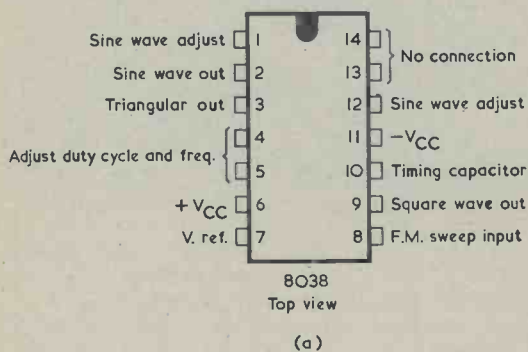 Sine wave adjust 1
Sine wave out 2
Triangular out 3
Adjust duty cycle and freq. 4
5
+VCC 6
V. ref. 7
14 No connection
13
12 Sine wave adjust
11 -VCC
10 Timing capacitor
9 Square wave out
8 F.M. sweep input
8038
Top view
(a)